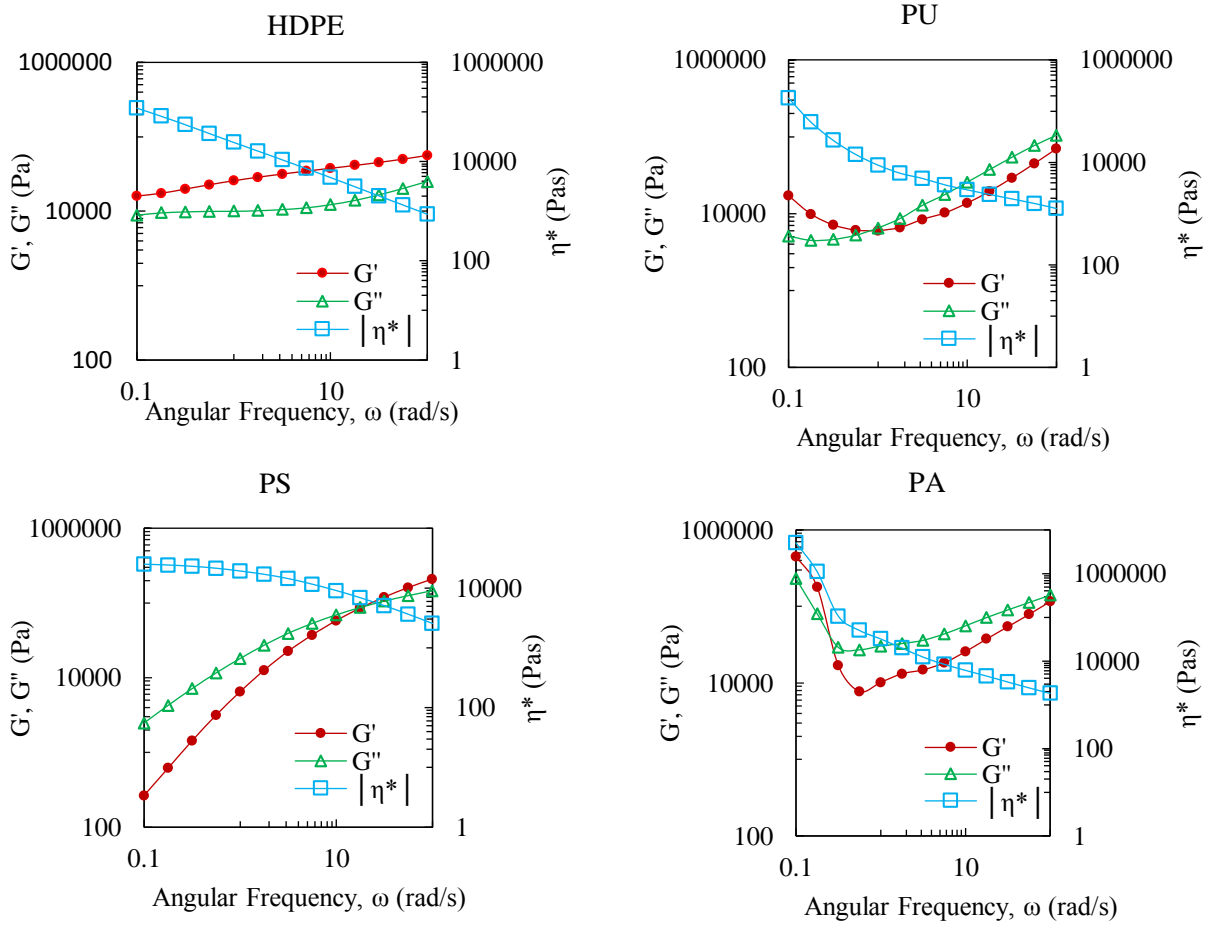 HDPE
1000000
10000
100
G', G'' (Pa)
1000000
10000
100
1
η* (Pas)
G'
G''
|η*|
0.1
10
Angular Frequency, ω (rad/s)
PU
1000000
10000
100
G', G'' (Pa)
1000000
10000
100
1
η* (Pas)
G'
G''
|η*|
0.1
10
Angular Frequency, ω (rad/s)
PS
1000000
10000
100
G', G'' (Pa)
10000
100
1
η* (Pas)
G'
G''
|η*|
0.1
10
Angular Frequency, ω (rad/s)
PA
1000000
10000
100
G', G'' (Pa)
1000000
10000
100
1
η* (Pas)
G'
G''
|η*|
0.1
10
Angular Frequency, ω (rad/s)